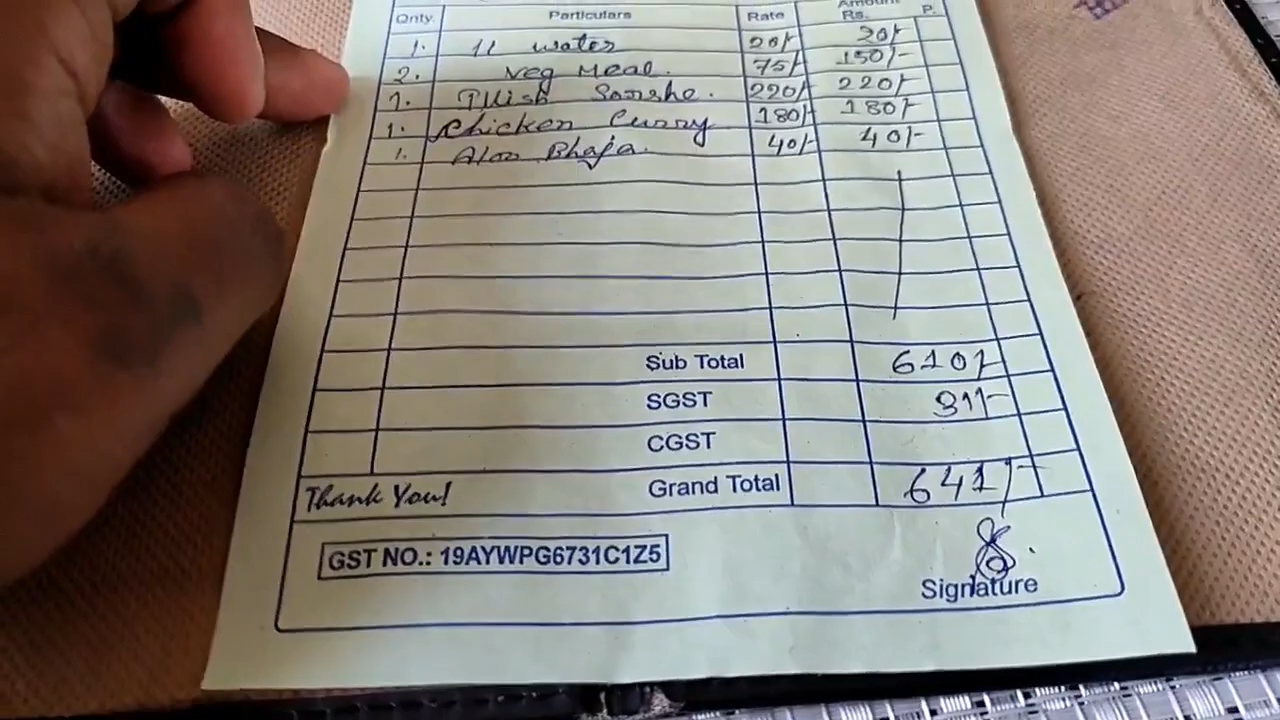 Qnty. Particulars Rate Amount Rs. P.
1. 1l water 20/- 20/-
2. Veg Meal. 75/- 150/-
1. Illish Sorshe. 220/- 220/-
1. Chicken Curry 180/- 180/-
1. Aloo Bhaja. 40/- 40/-
Sub Total 610/-
SGST 31/-
CGST
Thank You! Grand Total 641/-
GST NO.: 19AYWPG6731C1Z5
Signature